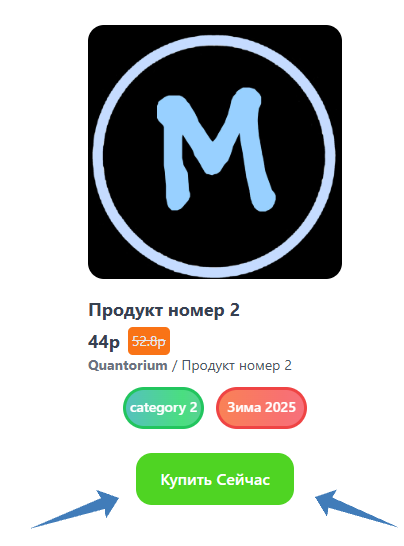 M
Продукт номер 2
44р 52.8р
Quantorium / Продукт номер 2
category 2 Зима 2025
Купить Сейчас